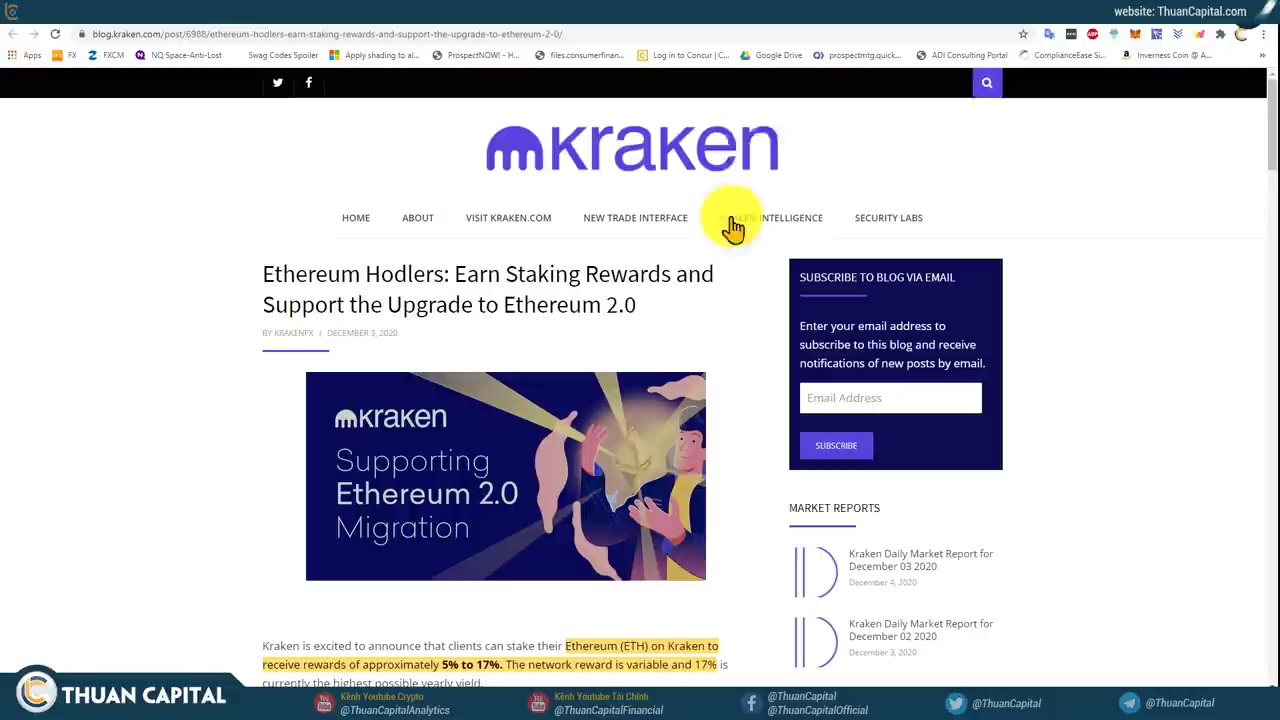 website: ThuanCapital.com
blog.kraken.com/post/6988/ethereum-hodlers-earn-staking-rewards-and-support-the-upgrade-to-ethereum-2-0/
Apps FX FXCM NQ Space-Anti-Lost Swag Codes Spoiler Apply shading to al... ProspectNOW! – H... files.consumerfinan... Log in to Concur | C... Google Drive prospectmtg.quick... ADI Consulting Portal ComplianceEase Si... Inverness Coin @ A...
kraken
HOME ABOUT VISIT KRAKEN.COM NEW TRADE INTERFACE INTELLIGENCE SECURITY LABS
Ethereum Hodlers: Earn Staking Rewards and
Support the Upgrade to Ethereum 2.0
BY KRAKENFX | DECEMBER 3, 2020
kraken
Supporting
Ethereum 2.0
Migration
Kraken is excited to announce that clients can stake their Ethereum (ETH) on Kraken to
receive rewards of approximately 5% to 17%. The network reward is variable and 17% is
currently the highest possible yearly yield.
SUBSCRIBE TO BLOG VIA EMAIL
Enter your email address to
subscribe to this blog and receive
notifications of new posts by email.
Email Address
SUBSCRIBE
MARKET REPORTS
Kraken Daily Market Report for
December 03 2020
December 4, 2020
Kraken Daily Market Report for
December 02 2020
December 3, 2020
THUAN CAPITAL
Kênh Youtube Crypto
@ThuanCapitalAnalytics
Kênh Youtube Tài Chính
@ThuanCapitalFinancial
@ThuanCapital
@ThuanCapitalOfficial
@ThuanCapital
@ThuanCapital